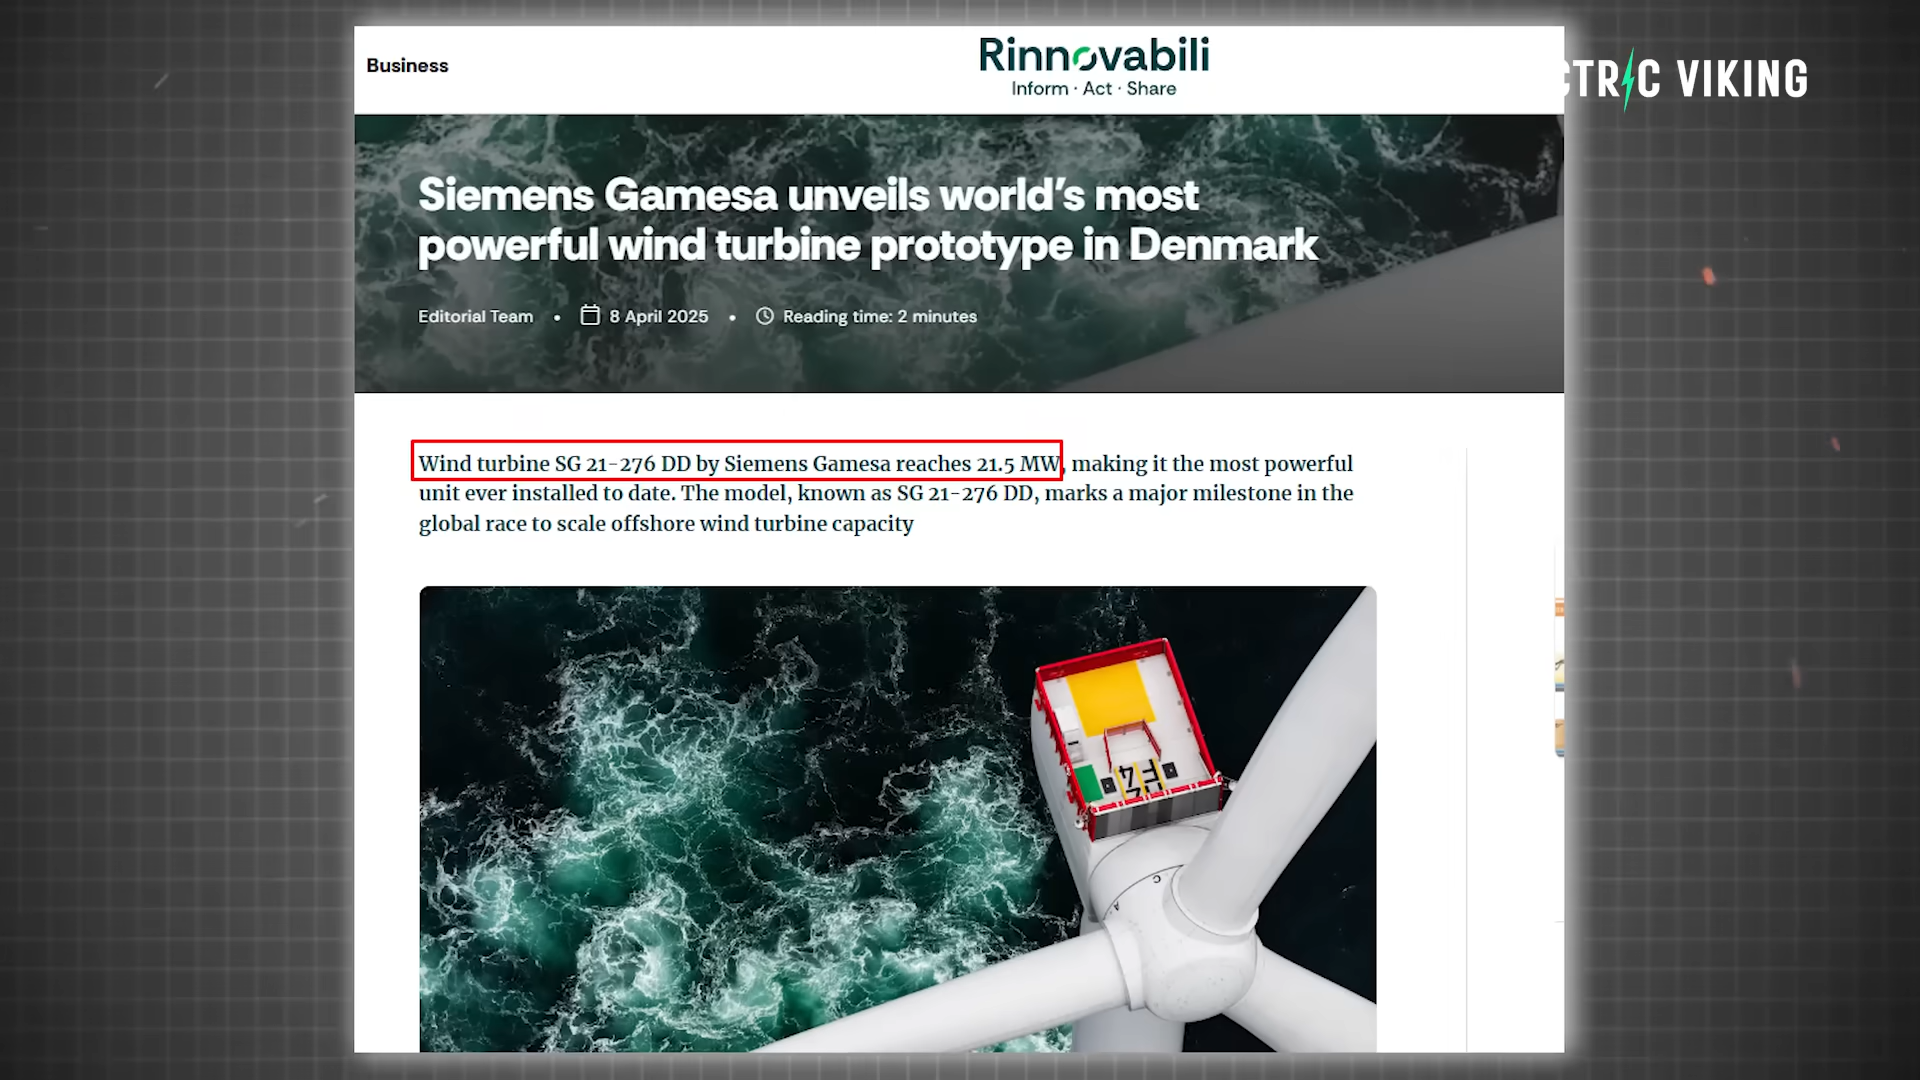 Business
Rinnovabili
Inform · Act · Share
CTRIC VIKING
Siemens Gamesa unveils world's most
powerful wind turbine prototype in Denmark
Editorial Team • 8 April 2025 • Reading time: 2 minutes
Wind turbine SG 21-276 DD by Siemens Gamesa reaches 21.5 MW, making it the most powerful
unit ever installed to date. The model, known as SG 21-276 DD, marks a major milestone in the
global race to scale offshore wind turbine capacity
C
A